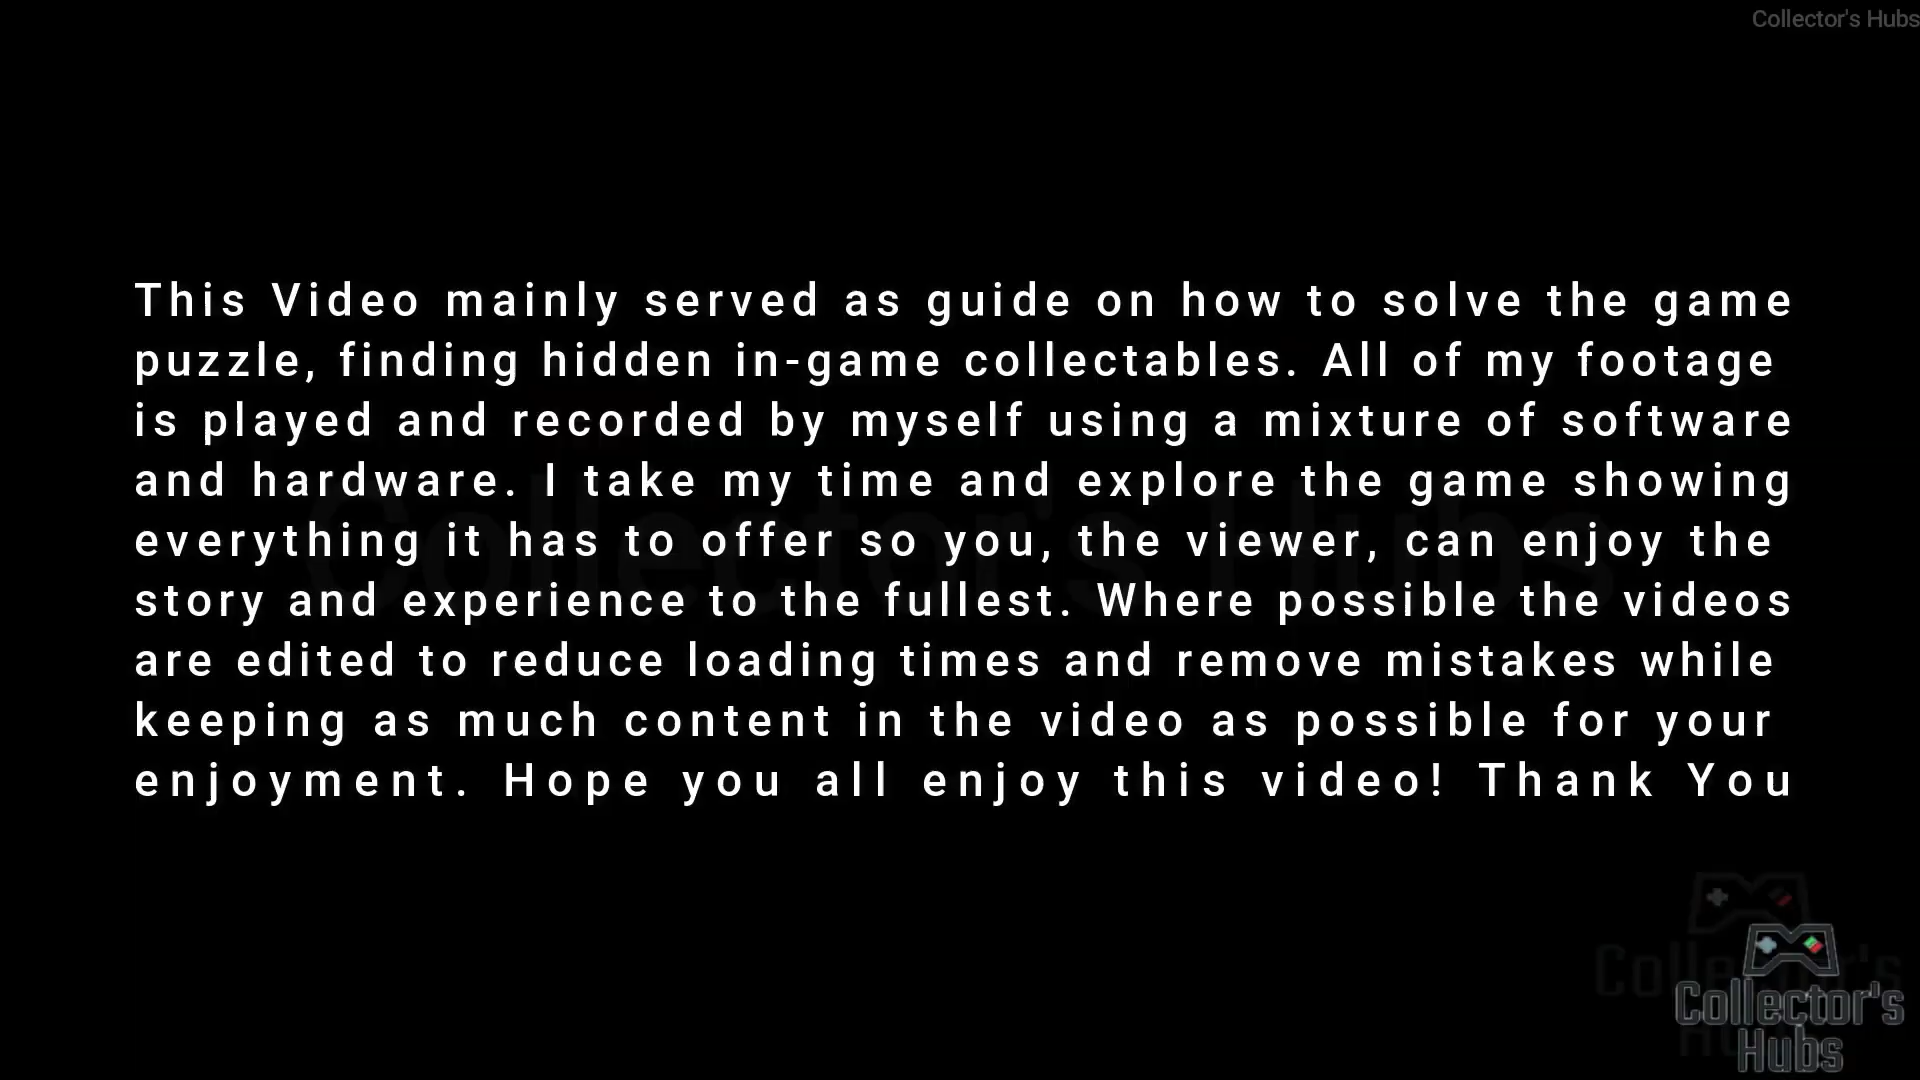 Collector's Hubs
This Video mainly served as guide on how to solve the game
puzzle, finding hidden in-game collectables. All of my footage
is played and recorded by myself using a mixture of software
and hardware. I take my time and explore the game showing
everything it has to offer so you, the viewer, can enjoy the
story and experience to the fullest. Where possible the videos
are edited to reduce loading times and remove mistakes while
keeping as much content in the video as possible for your
enjoyment. Hope you all enjoy this video! Thank You
Collector's Hubs
Collector's
Hubs